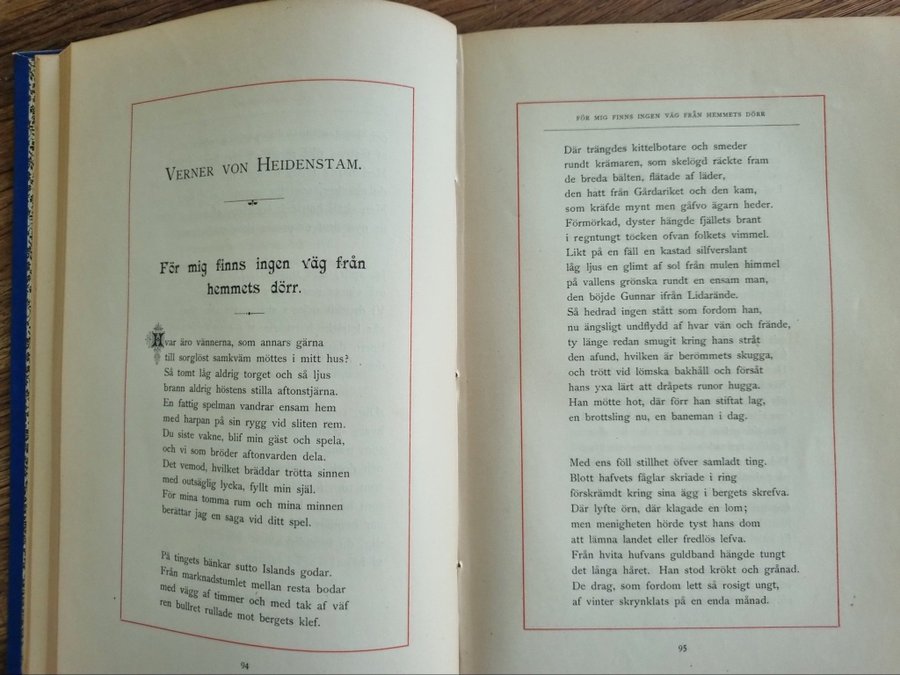 VERNER VON HEIDENSTAM.
För mig finns ingen väg från
hemmets dörr.
Hvar äro vännerna, som annars gärna
till sorglöst samkväm möttes i mitt hus?
Så tomt låg aldrig torget och så ljus
brann aldrig höstens stilla aftonstjärna.
En fattig spelman vandrar ensam hem
med harpan på sin rygg vid sliten rem.
Du siste vakne, blif min gäst och spela,
och vi som bröder aftonvarden dela.
Det vemod, hvilket bräddar trötta sinnen
med outsäglig lycka, fyllt min själ.
För mina tomma rum och mina minnen
berättar jag en saga vid ditt spel.
På tingets bänkar sutto Islands godar.
Från marknadstumlet mellan resta bodar
med vägg af timmer och med tak af väf
ren bullret rullade mot bergets klef.
94
FÖR MIG FINNS INGEN VÄG FRÅN HEMMETS DÖRR
Där trängdes kittelbotare och smeder
rundt krämaren, som skelögd räckte fram
de breda bälten, flätade af läder,
den hatt från Gårdariket och den kam,
som kräfde mynt men gåfvo ägarn heder.
Förmörkad, dyster hängde fjällets brant
i regntungt töcken ofvan folkets vimmel.
Likt på en fäll en kastad silfverslant
låg ljus en glimt af sol från mulen himmel
på vallens grönska rundt en ensam man,
den böjde Gunnar ifrån Lidarände.
Så hedrad ingen stått som fordom han,
nu ängsligt undflydd af hvar vän och frände,
ty länge redan smugit kring hans stråt
den afund, hvilken är berömmets skugga,
och trött vid lömska bakhåll och försåt
hans yxa lärt att dråpets runor hugga.
Han mötte hot, där förr han stiftat lag,
en brottsling nu, en baneman i dag.
Med ens föll stillhet öfver samladt ting.
Blott hafvets fåglar skriade i ring
förskrämdt kring sina ägg i bergets skrefva.
Där lyfte örn, där klagade en lom;
men menigheten hörde tyst hans dom
att lämna landet eller fredlös lefva.
Från hvita hufvans guldband hängde tungt
det långa håret. Han stod krökt och grånad.
De drag, som fordom lett så rosigt ungt,
af vinter skrynklats på en enda månad.
95